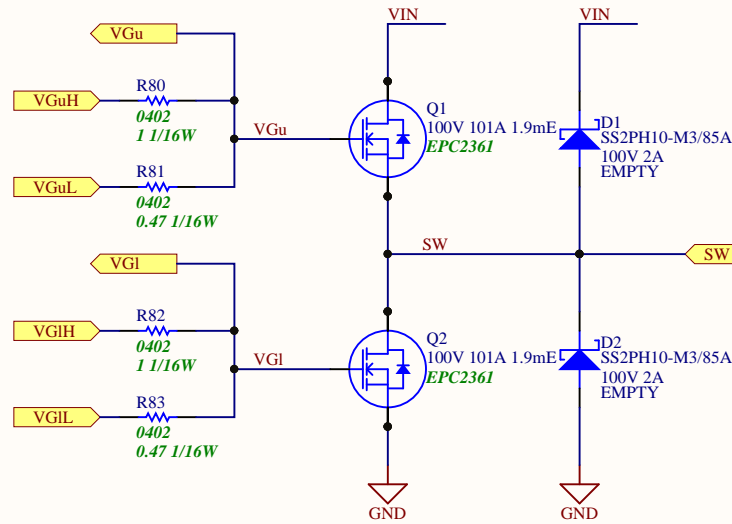 VIN
VIN
VGu
R80
VGuH
0402
1 1/16W
VGu
Q1
100V 101A 1.9mE
EPC2361
D1
SS2PH10-M3/85A
100V 2A
EMPTY
R81
VGuL
0402
0.47 1/16W
SW
SW
VGl
R82
VGlH
0402
1 1/16W
VGl
Q2
100V 101A 1.9mE
EPC2361
D2
SS2PH10-M3/85A
100V 2A
EMPTY
R83
VGlL
0402
0.47 1/16W
GND
GND